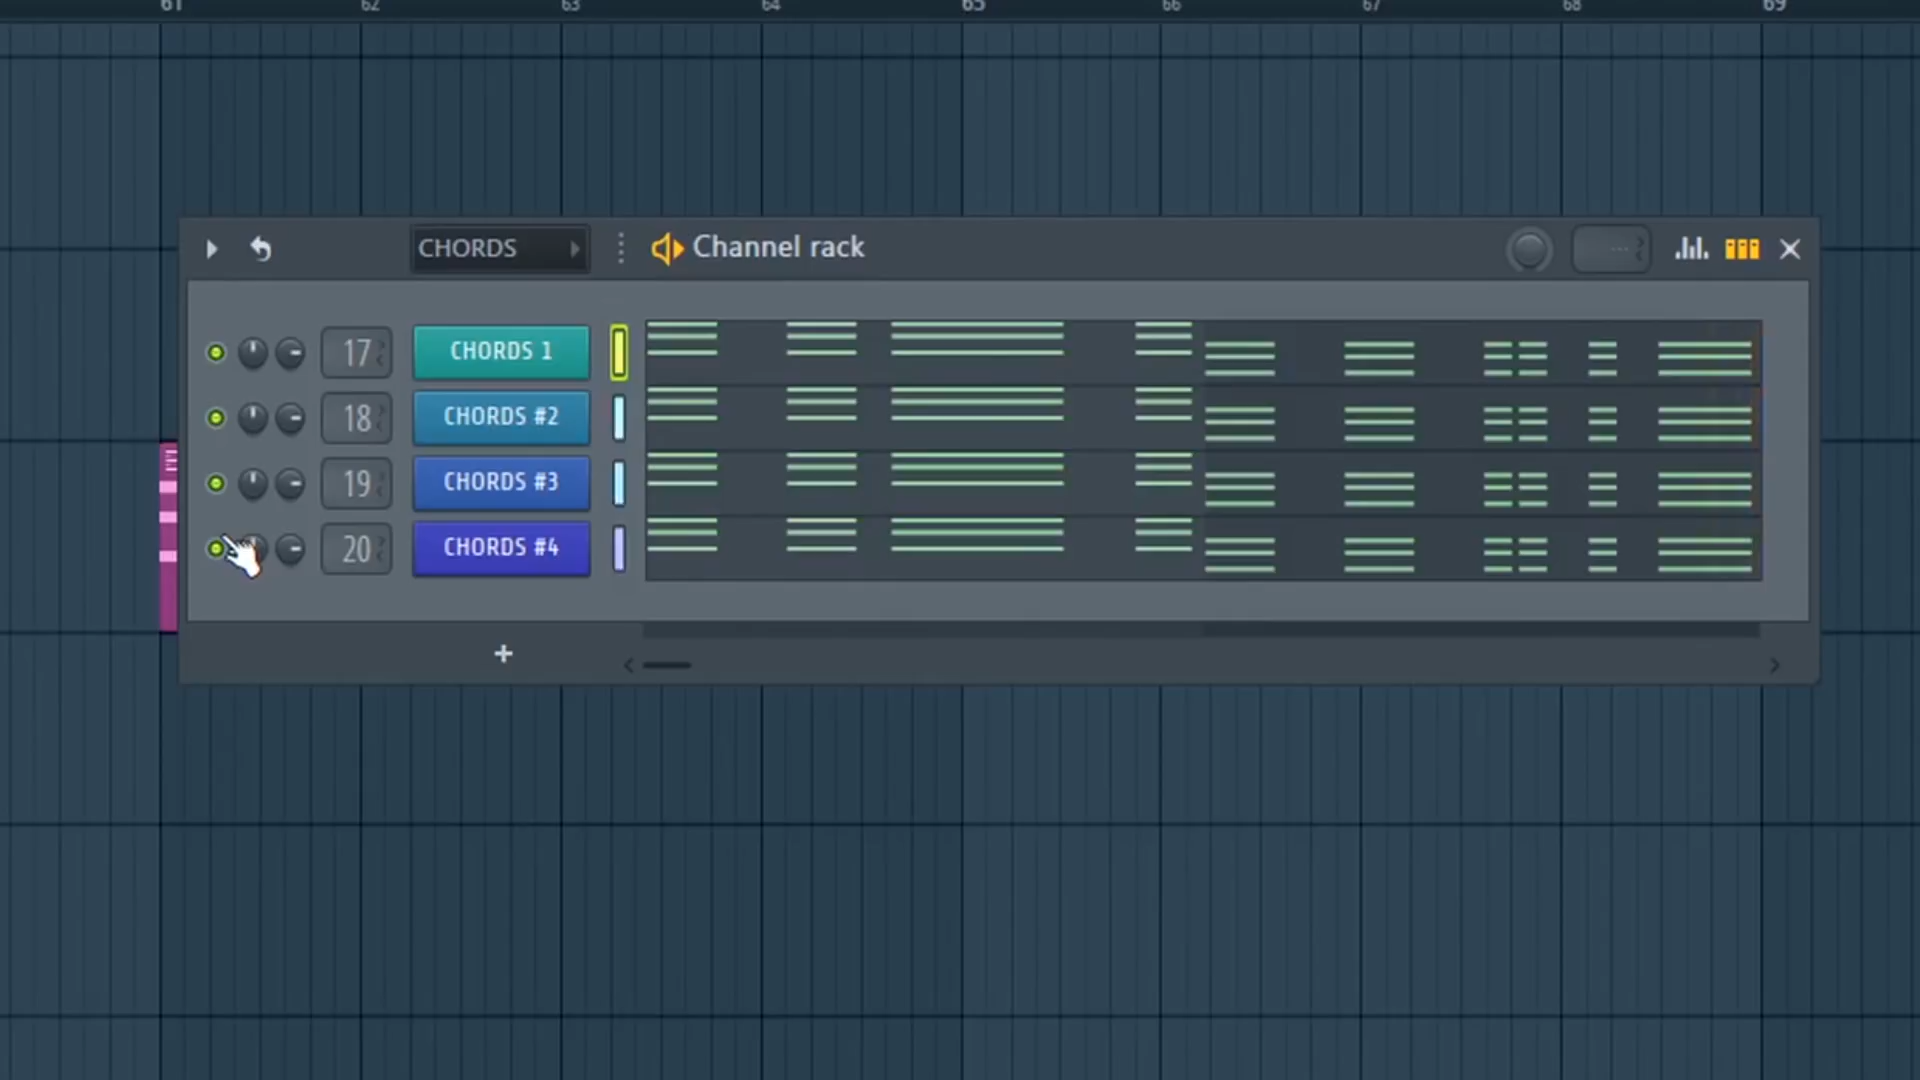 61 62 63 64 65 66 67 68 69
CHORDS Channel rack ---
17 CHORDS 1
18 CHORDS #2
19 CHORDS #3
20 CHORDS #4
+